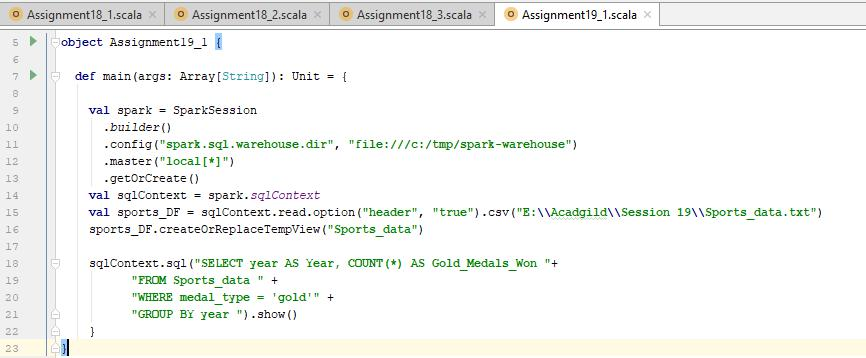 Assignment18_1.scala × Assignment18_2.scala × Assignment18_3.scala × Assignment19_1.scala ×
5 object Assignment19_1 {
6
7 def main(args: Array[String]): Unit = {
8
9 val spark = SparkSession
10 .builder()
11 .config("spark.sql.warehouse.dir", "file:///c:/tmp/spark-warehouse")
12 .master("local[*]")
13 .getOrCreate()
14 val sqlContext = spark.sqlContext
15 val sports_DF = sqlContext.read.option("header", "true").csv("E:\\Acadgild\\Session 19\\Sports_data.txt")
16 sports_DF.createOrReplaceTempView("Sports_data")
17
18 sqlContext.sql("SELECT year AS Year, COUNT(*) AS Gold_Medals_Won "+
19 "FROM Sports_data " +
20 "WHERE medal_type = 'gold'" +
21 "GROUP BY year ").show()
22 }
23 }